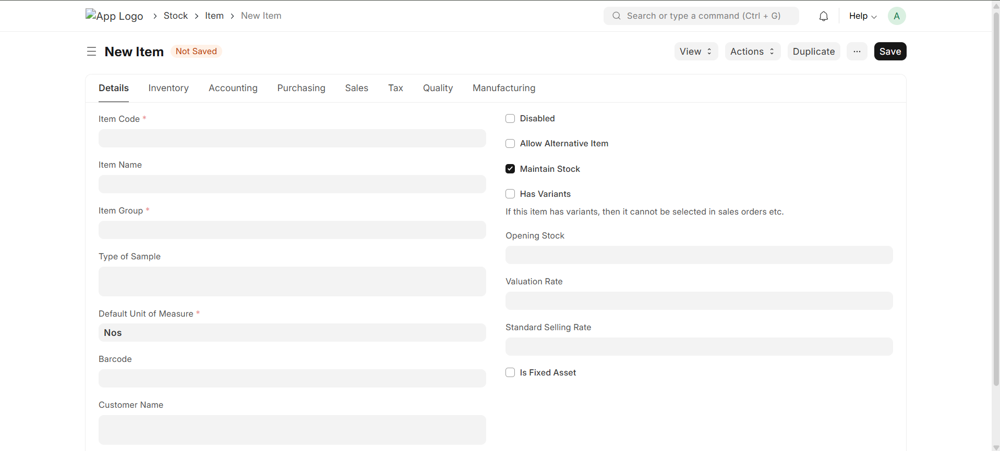 App Logo > Stock > Item > New Item
Search or type a command (Ctrl + G)
Help
A
New Item
Not Saved
View
Actions
Duplicate
...
Save
Details
Inventory
Accounting
Purchasing
Sales
Tax
Quality
Manufacturing
Item Code *
Item Name
Item Group *
Type of Sample
Default Unit of Measure *
Nos
Barcode
Customer Name
Disabled
Allow Alternative Item
Maintain Stock
Has Variants
If this item has variants, then it cannot be selected in sales orders etc.
Opening Stock
Valuation Rate
Standard Selling Rate
Is Fixed Asset